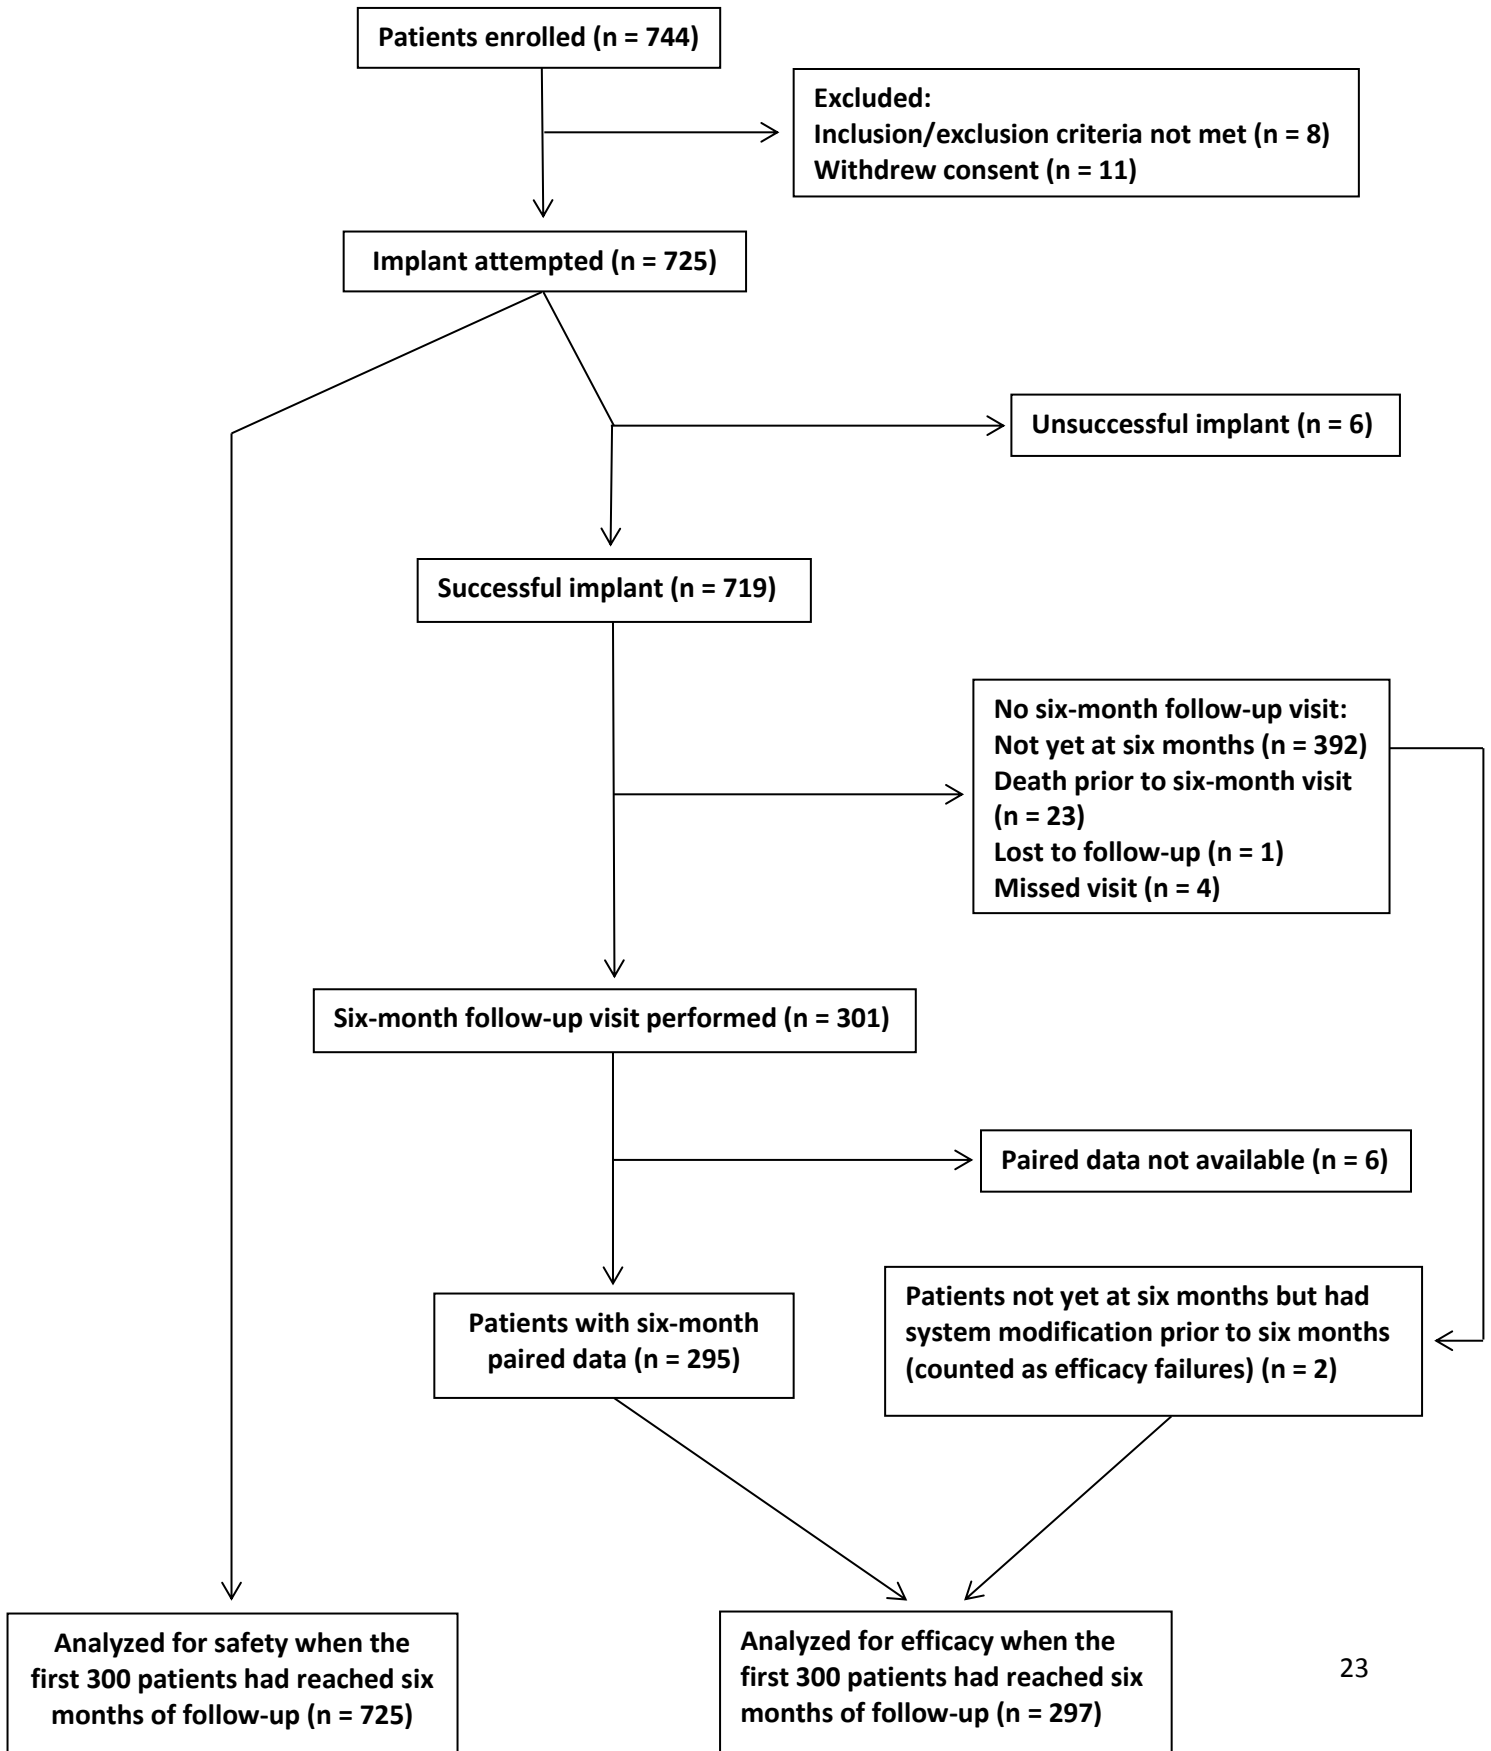 Patients enrolled (n = 744)
Excluded:
Inclusion/exclusion criteria not met (n = 8)
Withdrew consent (n = 11)
Implant attempted (n = 725)
Unsuccessful implant (n = 6)
Successful implant (n = 719)
No six-month follow-up visit:
Not yet at six months (n = 392)
Death prior to six-month visit
(n = 23)
Lost to follow-up (n = 1)
Missed visit (n = 4)
Six-month follow-up visit performed (n = 301)
Paired data not available (n = 6)
Patients with six-month
paired data (n = 295)
Patients not yet at six months but had
system modification prior to six months
(counted as efficacy failures) (n = 2)
Analyzed for safety when the
first 300 patients had reached six
months of follow-up (n = 725)
Analyzed for efficacy when the
first 300 patients had reached six
months of follow-up (n = 297)
23